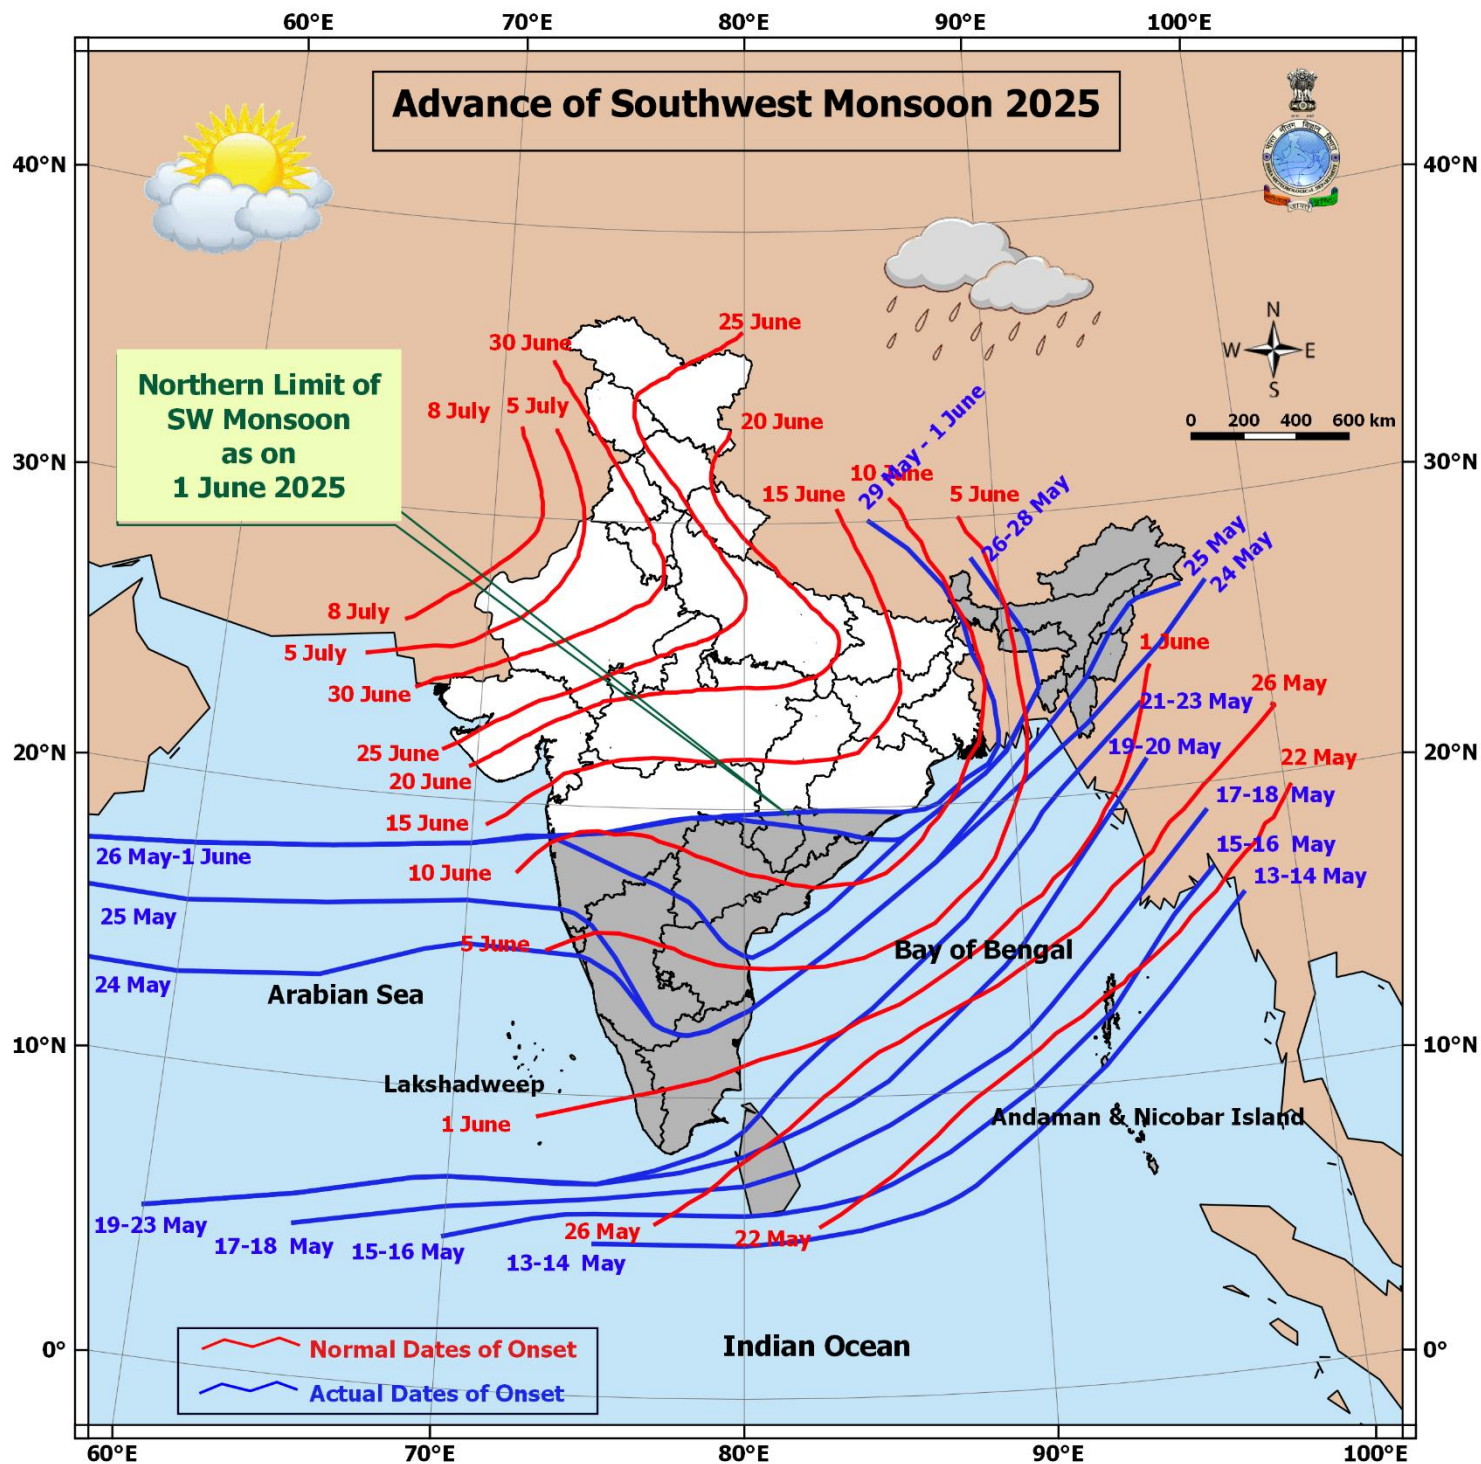 60°E 70°E 80°E 90°E 100°E
Advance of Southwest Monsoon 2025
40°N 40°N
N
W E
S
0 200 400 600 km
Northern Limit of
SW Monsoon
as on
1 June 2025
25 June
30 June
8 July
5 July
20 June
29 May - 1 June
10 June
15 June
5 June
26-28 May
30°N 30°N
25 May
24 May
8 July
5 July
30 June
1 June
26 May
21-23 May
19-20 May
22 May
25 June
20 June
20°N 20°N
17-18 May
15 June
15-16 May
26 May-1 June
10 June
13-14 May
25 May
5 June
Bay of Bengal
24 May
Arabian Sea
10°N 10°N
Lakshadweep
1 June
Andaman & Nicobar Island
19-23 May
17-18 May
15-16 May
13-14 May
26 May
22 May
Indian Ocean
0° 0°
Normal Dates of Onset
Actual Dates of Onset
60°E 70°E 80°E 90°E 100°E